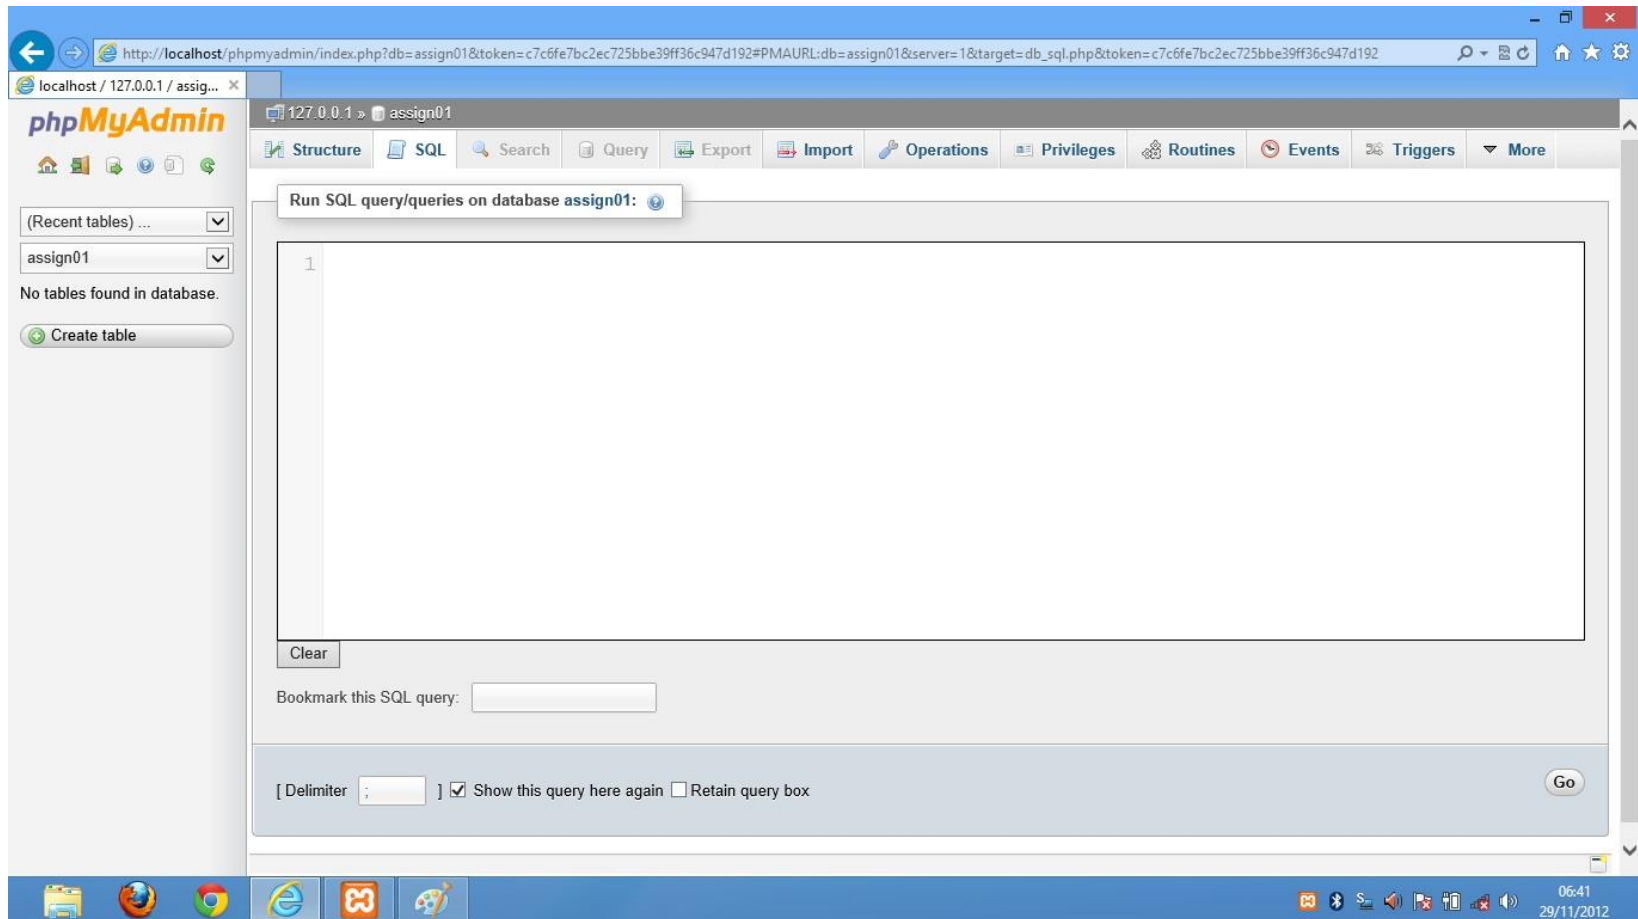 http://localhost/phpmyadmin/index.php?db=assign01&token=c7c6fe7bc2ec725bbe39ff36c947d192#PMAURL:db=assign01&server=1&target=db_sql.php&token=c7c6fe7bc2ec725bbe39ff36c947d192
localhost / 127.0.0.1 / assig...
phpMyAdmin
127.0.0.1 » assign01
Structure SQL Search Query Export Import Operations Privileges Routines Events Triggers More
Run SQL query/queries on database assign01:
(Recent tables) ...
assign01
No tables found in database.
Create table
1
Clear
Bookmark this SQL query:
[ Delimiter ; ] Show this query here again Retain query box
Go
06:41
29/11/2012